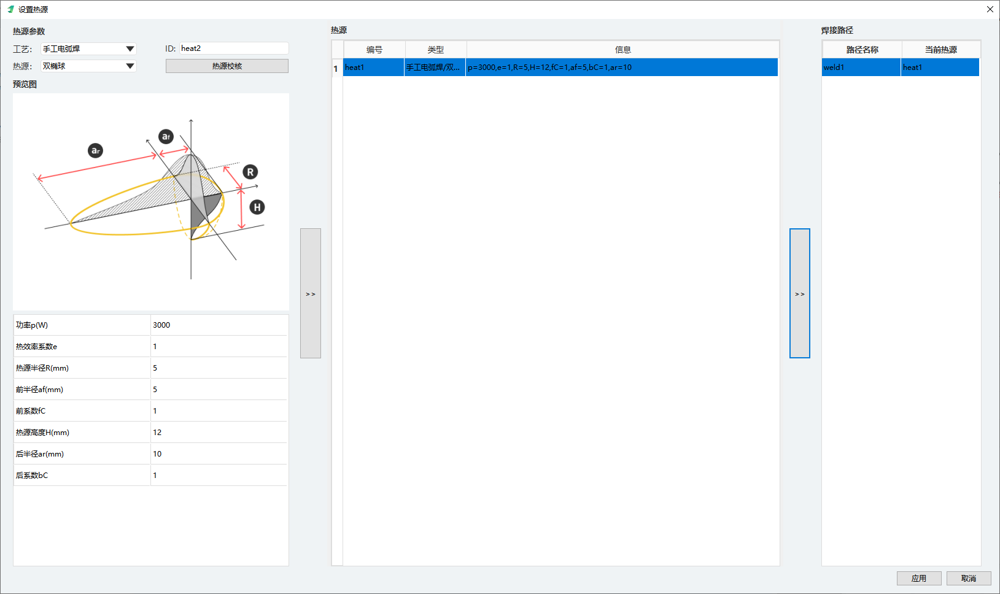 设置热源
热源参数
工艺: 手工电弧焊 ID: heat2
热源: 双椭球 热源校核
预览图
ar
af
R
H
功率p(W) 3000
热效率系数e 1
热源半径R(mm) 5
前半径af(mm) 5
前系数fC 1
热源高度H(mm) 12
后半径ar(mm) 10
后系数bC 1
>>
热源
编号 类型 信息
1 heat1 手工电弧焊/双... p=3000,e=1,R=5,H=12,fC=1,af=5,bC=1,ar=10
>>
焊接路径
路径名称 当前热源
weld1 heat1
应用 取消